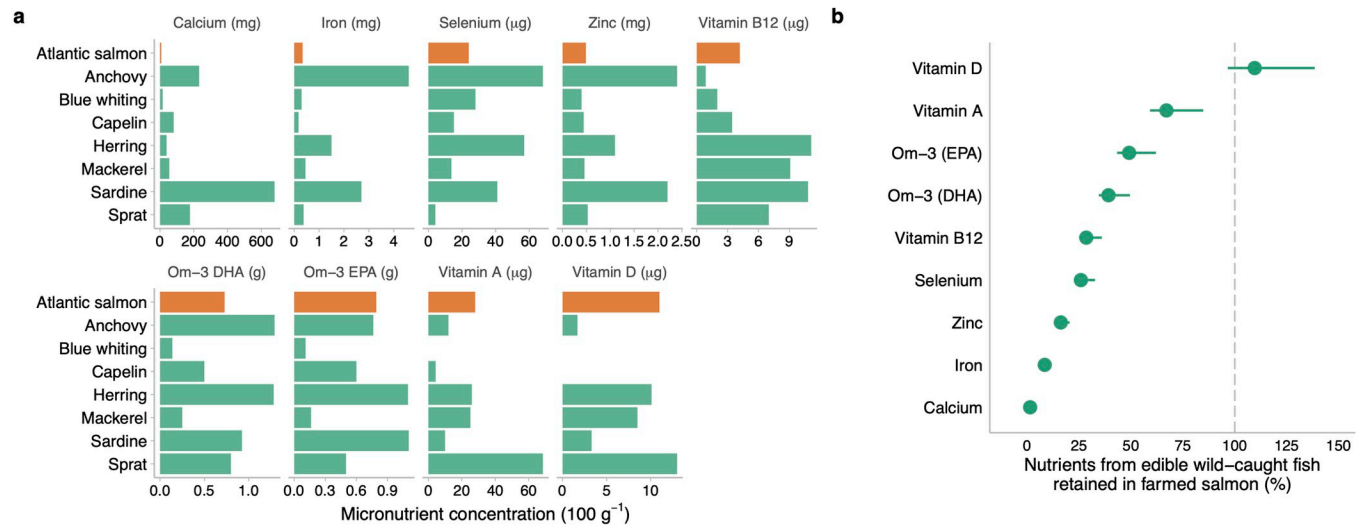 a
Calcium (mg) Iron (mg) Selenium (μg) Zinc (mg) Vitamin B12 (μg)
Atlantic salmon
Anchovy
Blue whiting
Capelin
Herring
Mackerel
Sardine
Sprat
0 200 400 600 0 1 2 3 4 0 20 40 60 0.0 0.5 1.0 1.5 2.0 2.5 0 3 6 9
Om−3 DHA (g) Om−3 EPA (g) Vitamin A (μg) Vitamin D (μg)
Atlantic salmon
Anchovy
Blue whiting
Capelin
Herring
Mackerel
Sardine
Sprat
0.0 0.5 1.0 0.0 0.3 0.6 0.9 0 20 40 60 0 5 10
Micronutrient concentration (100 g⁻¹)
b
Vitamin D
Vitamin A
Om−3 (EPA)
Om−3 (DHA)
Vitamin B12
Selenium
Zinc
Iron
Calcium
0 25 50 75 100 125 150
Nutrients from edible wild−caught fish
retained in farmed salmon (%)